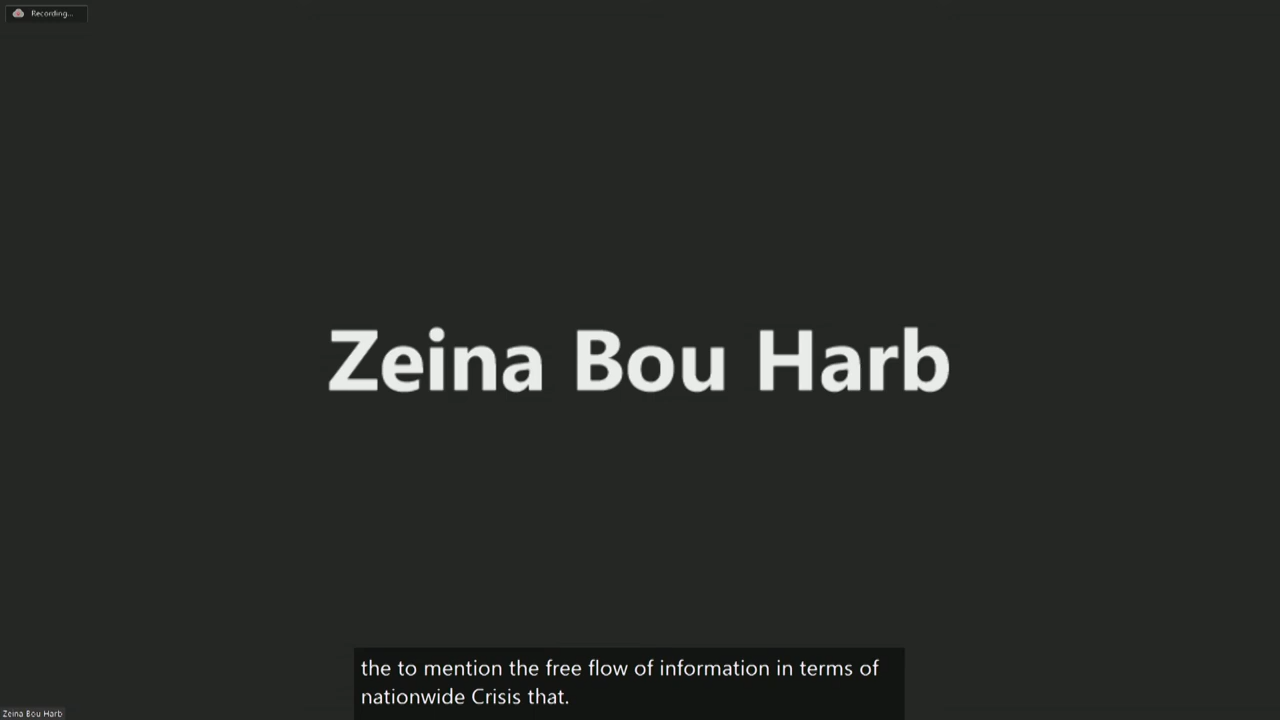 Recording...
Zeina Bou Harb
the to mention the free flow of information in terms of
nationwide Crisis that.
Zeina Bou Harb